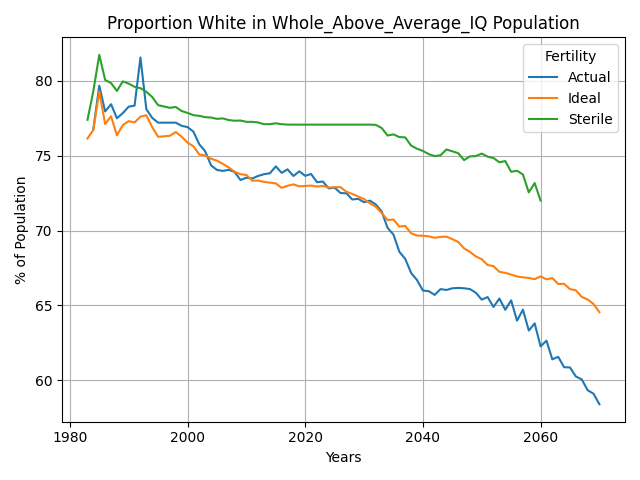 Proportion White in Whole_Above_Average_IQ Population
Fertility
Actual
Ideal
Sterile
% of Population
80
75
70
65
60
1980
2000
2020
2040
2060
Years